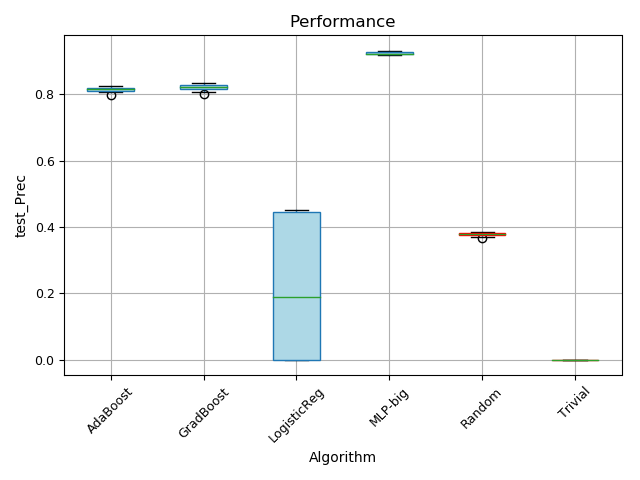 Performance
test_Prec
0.8
0.6
0.4
0.2
0.0
AdaBoost
GradBoost
LogisticReg
MLP-big
Random
Trivial
Algorithm